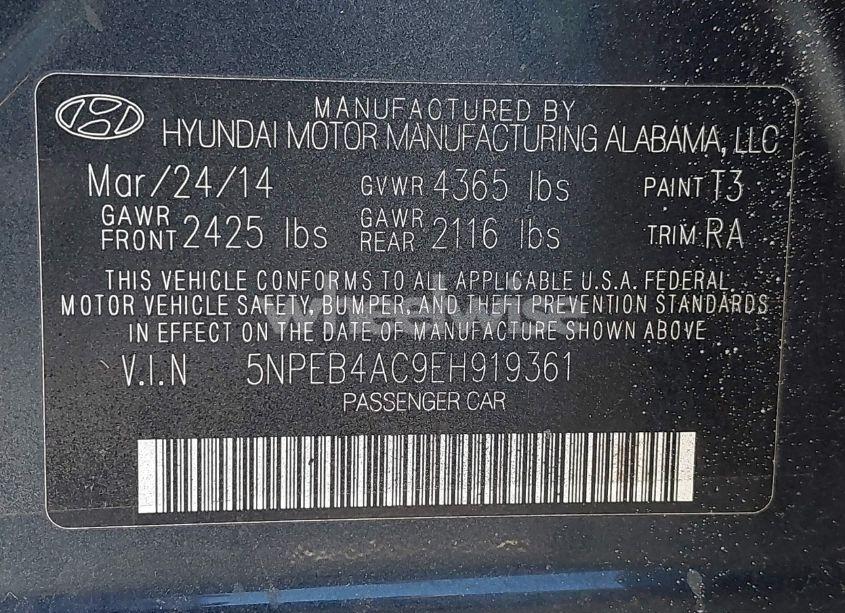 MANUFACTURED BY
HYUNDAI MOTOR MANUFACTURING ALABAMA, LLC
Mar/24/14 GVWR 4365 lbs PAINT T3
GAWR FRONT 2425 lbs GAWR REAR 2116 lbs TRIM RA
THIS VEHICLE CONFORMS TO ALL APPLICABLE U.S.A. FEDERAL
MOTOR VEHICLE SAFETY, BUMPER, AND THEFT PREVENTION STANDARDS
IN EFFECT ON THE DATE OF MANUFACTURE SHOWN ABOVE
V.I.N 5NPEB4AC9EH919361
PASSENGER CAR